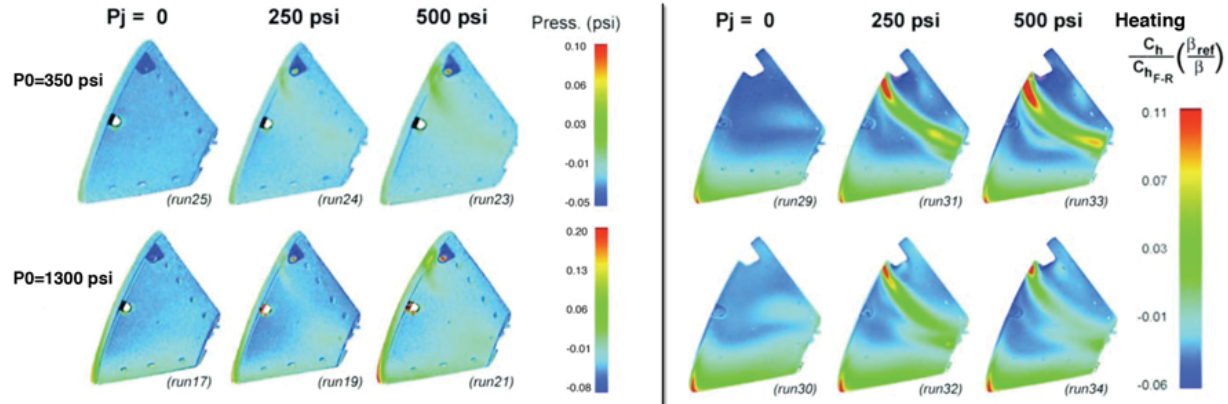 Pj = 0 250 psi 500 psi Press. (psi)
P0=350 psi
0.10
0.06
0.03
-0.01
-0.05
(run25) (run24) (run23)
P0=1300 psi
0.20
0.13
0.06
-0.01
-0.08
(run17) (run19) (run21)
Pj = 0 250 psi 500 psi Heating
C_h / C_h_F-R (β_ref / β)
0.11
0.07
0.03
-0.01
-0.06
(run29) (run31) (run33)
(run30) (run32) (run34)